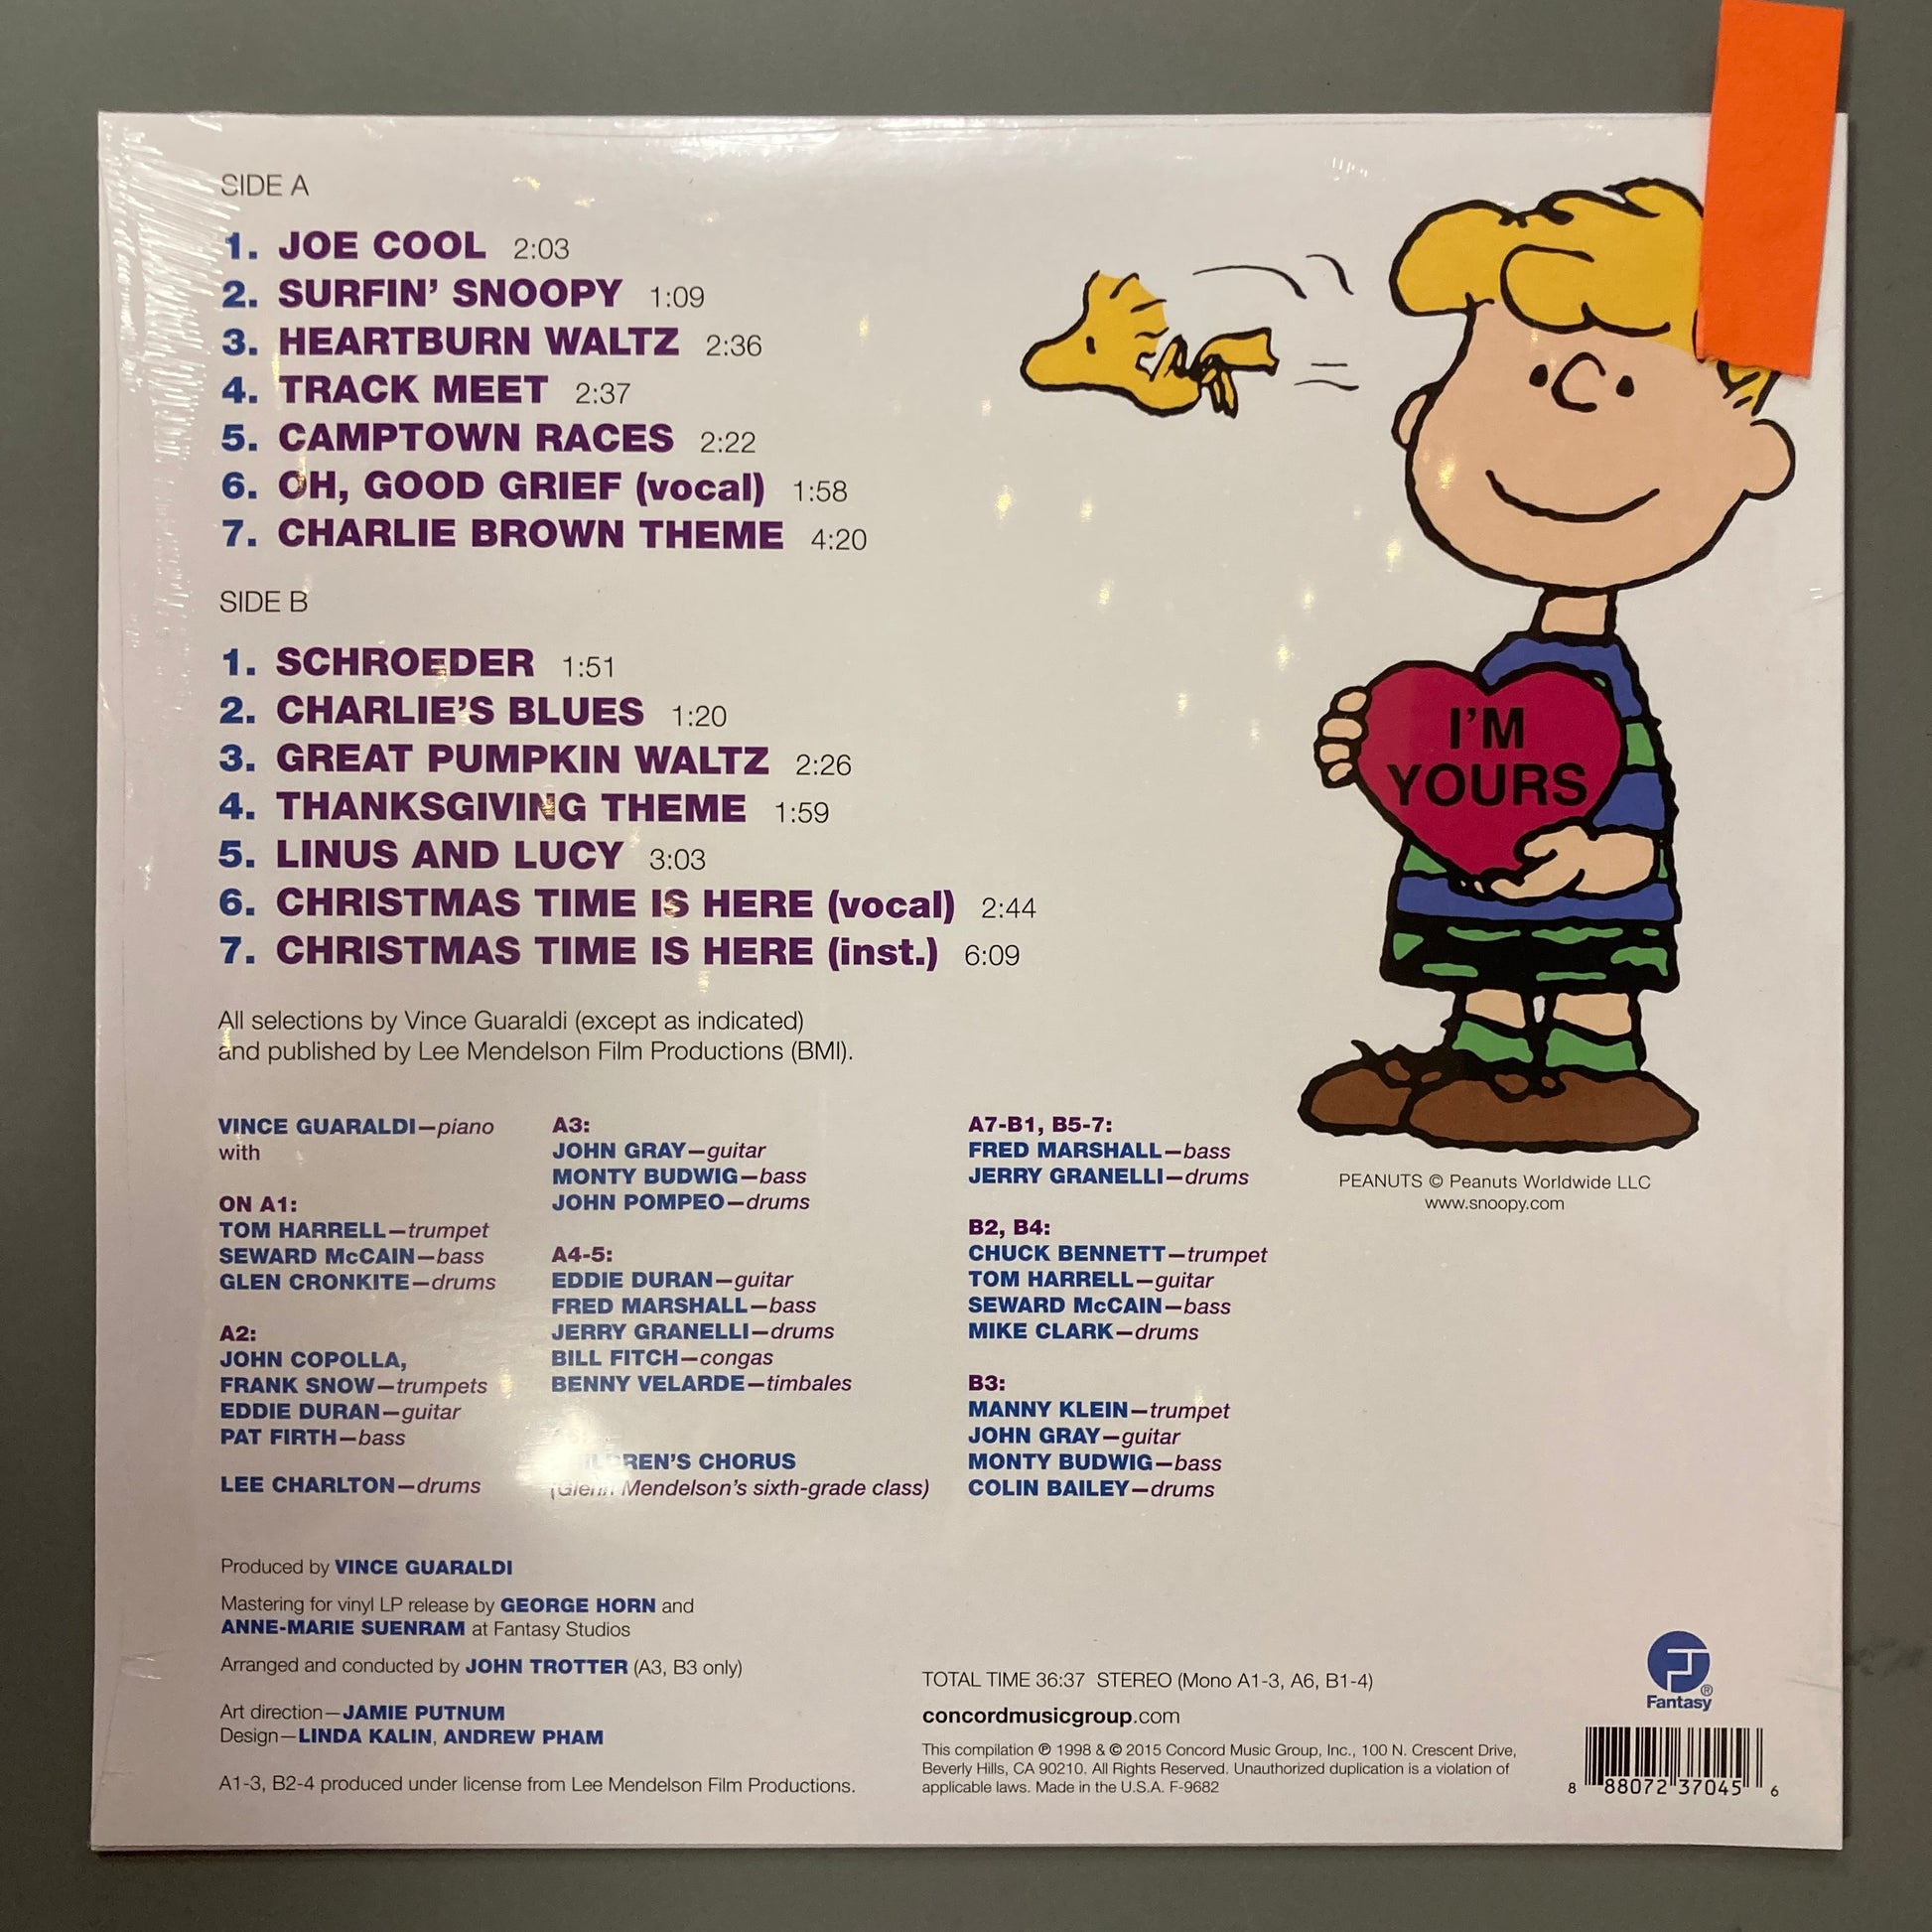 SIDE A
1. JOE COOL 2:03
2. SURFIN' SNOOPY 1:09
3. HEARTBURN WALTZ 2:36
4. TRACK MEET 2:37
5. CAMPTOWN RACES 2:22
6. OH, GOOD GRIEF (vocal) 1:58
7. CHARLIE BROWN THEME 4:20
SIDE B
1. SCHROEDER 1:51
2. CHARLIE'S BLUES 1:20
3. GREAT PUMPKIN WALTZ 2:26
4. THANKSGIVING THEME 1:59
5. LINUS AND LUCY 3:03
6. CHRISTMAS TIME IS HERE (vocal) 2:44
7. CHRISTMAS TIME IS HERE (inst.) 6:09
I'M
YOURS
All selections by Vince Guaraldi (except as indicated)
and published by Lee Mendelson Film Productions (BMI).
VINCE GUARALDI—piano
with
ON A1:
TOM HARRELL—trumpet
SEWARD McCAIN—bass
GLEN CRONKITE—drums
A2:
JOHN COPOLLA,
FRANK SNOW—trumpets
EDDIE DURAN—guitar
PAT FIRTH—bass
LEE CHARLTON—drums
A3:
JOHN GRAY—guitar
MONTY BUDWIG—bass
JOHN POMPEO—drums
A4-5:
EDDIE DURAN—guitar
FRED MARSHALL—bass
JERRY GRANELLI—drums
BILL FITCH—congas
BENNY VELARDE—timbales
CHILDREN'S CHORUS
(Glenn Mendelson's sixth-grade class)
A7-B1, B5-7:
FRED MARSHALL—bass
JERRY GRANELLI—drums
B2, B4:
CHUCK BENNETT—trumpet
TOM HARRELL—guitar
SEWARD McCAIN—bass
MIKE CLARK—drums
B3:
MANNY KLEIN—trumpet
JOHN GRAY—guitar
MONTY BUDWIG—bass
COLIN BAILEY—drums
PEANUTS © Peanuts Worldwide LLC
www.snoopy.com
Produced by VINCE GUARALDI
Mastering for vinyl LP release by GEORGE HORN and
ANNE-MARIE SUENRAM at Fantasy Studios
Arranged and conducted by JOHN TROTTER (A3, B3 only)
Art direction—JAMIE PUTNUM
Design—LINDA KALIN, ANDREW PHAM
A1-3, B2-4 produced under license from Lee Mendelson Film Productions.
TOTAL TIME 36:37 STEREO (Mono A1-3, A6, B1-4)
concordmusicgroup.com
This compilation ℗ 1998 & © 2015 Concord Music Group, Inc., 100 N. Crescent Drive,
Beverly Hills, CA 90210. All Rights Reserved. Unauthorized duplication is a violation of
applicable laws. Made in the U.S.A. F-9682
Fantasy®
8 88072 37045 6